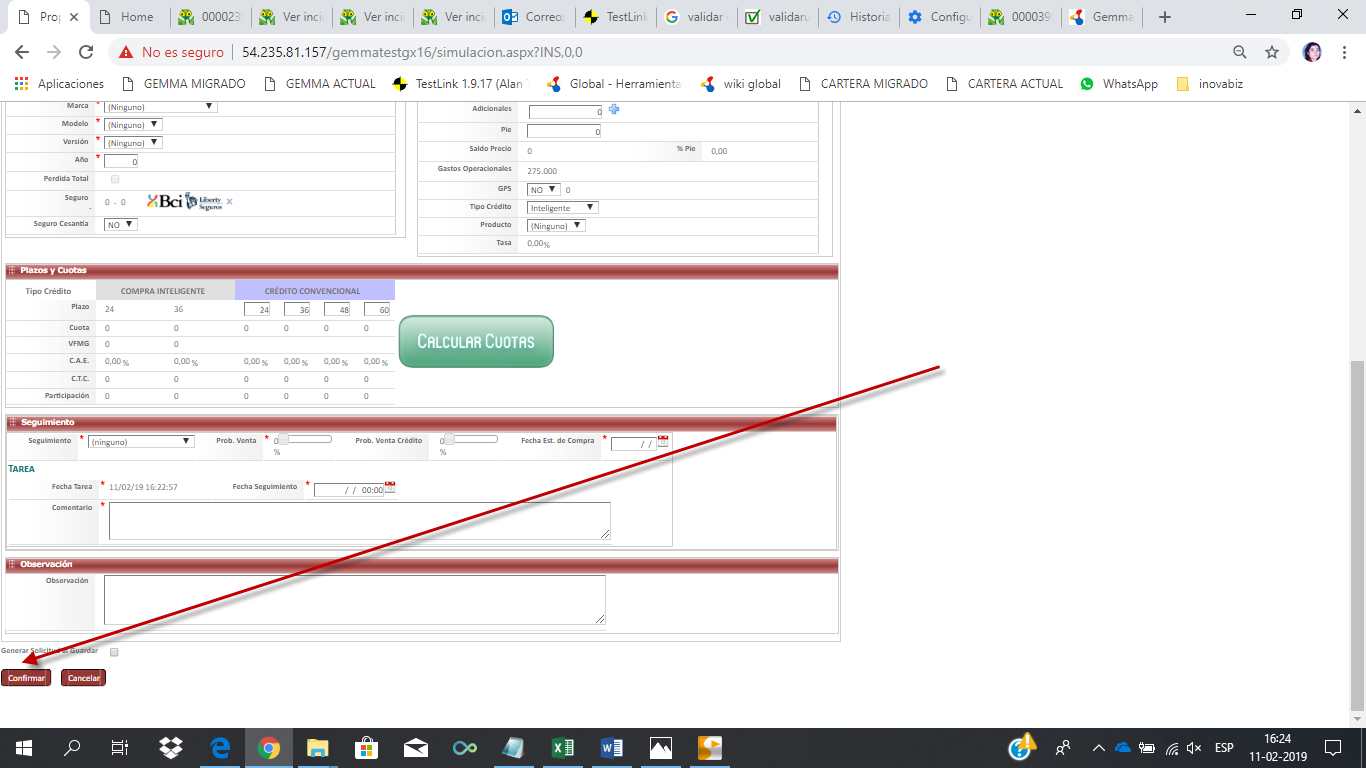 Pro
Home
000023
Ver inci
Ver inci
Ver inci
Correo:
TestLink
validar
validaru
Historia
Configu
000039
Gemma
No es seguro | 54.235.81.157/gemmatestgx16/simulacion.aspx?INS,0,0
Aplicaciones
GEMMA MIGRADO
GEMMA ACTUAL
TestLink 1.9.17 (Alan
Global - Herramienta
wiki global
CARTERA MIGRADO
CARTERA ACTUAL
WhatsApp
inovabiz
Marca * (Ninguno)
Modelo * (Ninguno)
Versión * (Ninguno)
Año * 0
Perdida Total
Seguro - 0 - 0 Bci Liberty Seguros
Seguro Cesantía NO
Adicionales 0
Pie 0
Saldo Precio 0 % Pie 0,00
Gastos Operacionales 275.000
GPS NO 0
Tipo Crédito Inteligente
Producto (Ninguno)
Tasa 0,00%
Plazos y Cuotas
Tipo Crédito COMPRA INTELIGENTE CRÉDITO CONVENCIONAL
Plazo 24 36 24 36 48 60
Cuota 0 0 0 0 0 0
VFMG 0 0
C.A.E. 0,00 % 0,00 % 0,00 % 0,00 % 0,00 % 0,00 %
C.T.C. 0 0 0 0 0 0
Participación 0 0 0 0 0 0
CALCULAR CUOTAS
Seguimiento
Seguimiento * (ninguno) Prob. Venta * 0 % Prob. Venta Crédito 0 % Fecha Est. de Compra * / /
TAREA
Fecha Tarea * 11/02/19 16:22:57 Fecha Seguimiento * / / 00:00
Comentario *
Observación
Observación
Generar Solicitud al Guardar
Confirmar Cancelar
ESP
16:24
11-02-2019